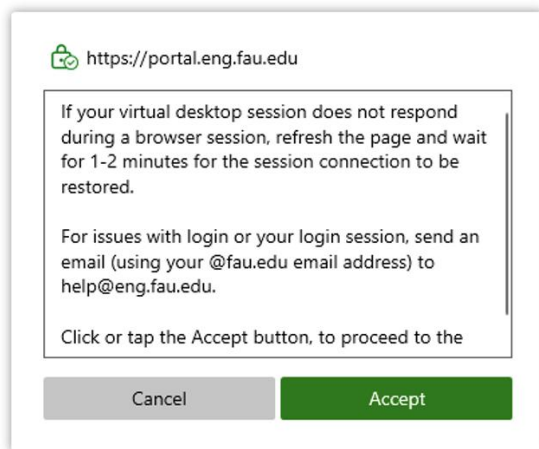 https://portal.eng.fau.edu
If your virtual desktop session does not respond
during a browser session, refresh the page and wait
for 1-2 minutes for the session connection to be
restored.
For issues with login or your login session, send an
email (using your @fau.edu email address) to
help@eng.fau.edu.
Click or tap the Accept button, to proceed to the
Cancel
Accept